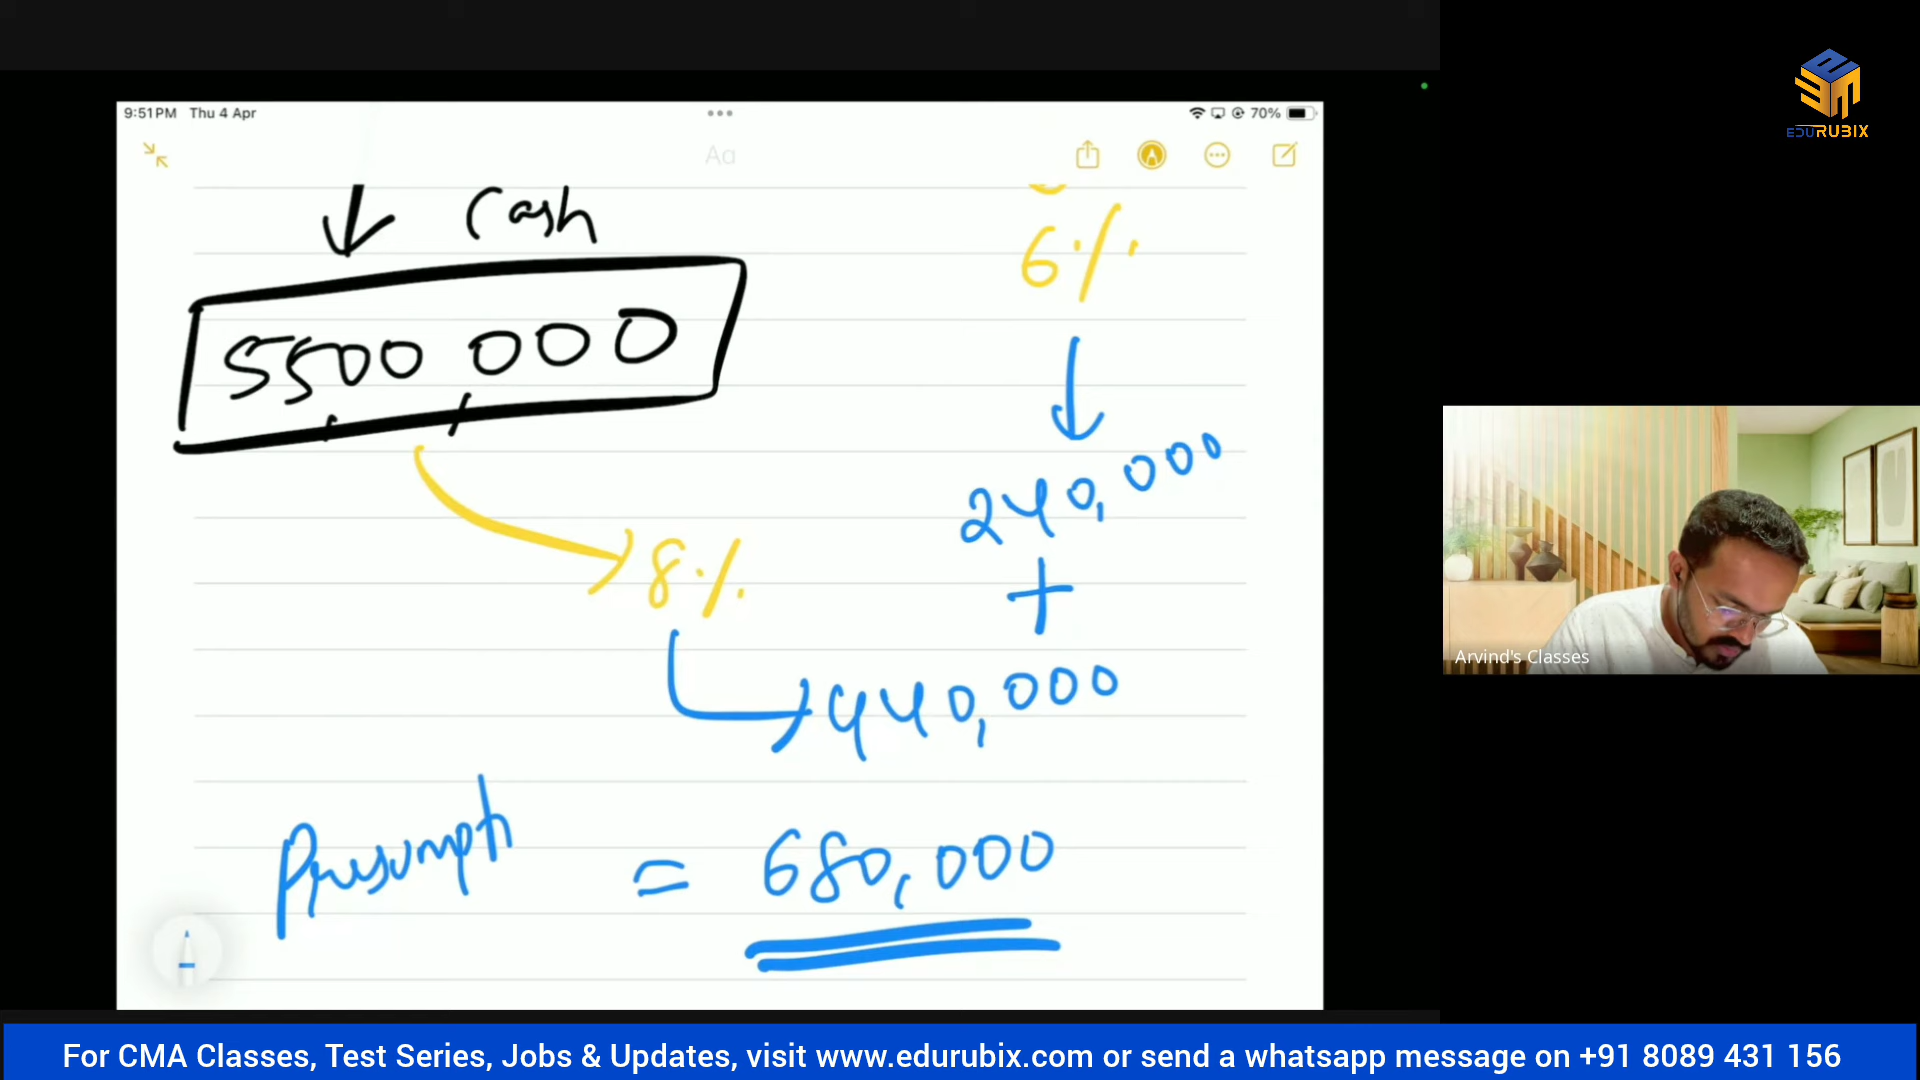 EDURUBIX
9:51PM Thu 4 Apr
70%
Aa
Cash
6%
5500,000
240,000
8%
+
440,000
Presumpt = 680,000
Arvind's Classes
For CMA Classes, Test Series, Jobs & Updates, visit www.edurubix.com or send a whatsapp message on +91 8089 431 156